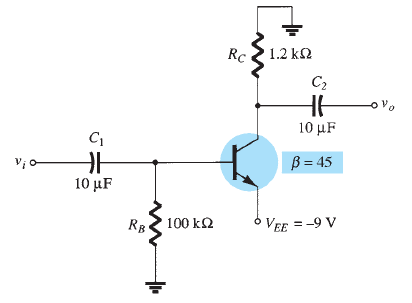 R_C 1.2 kΩ
C_2
v_o
10 μF
C_1
β = 45
v_i
10 μF
R_B 100 kΩ
V_EE = –9 V